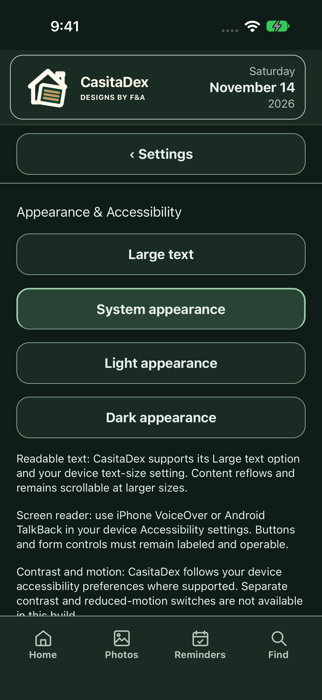 9:41
CasitaDex
DESIGNS BY F&A
Saturday
November 14
2026
‹ Settings
Appearance & Accessibility
Large text
System appearance
Light appearance
Dark appearance
Readable text: CasitaDex supports its Large text option
and your device text-size setting. Content reflows and
remains scrollable at larger sizes.
Screen reader: use iPhone VoiceOver or Android
TalkBack in your device Accessibility settings. Buttons
and form controls must remain labeled and operable.
Contrast and motion: CasitaDex follows your device
accessibility preferences where supported. Separate
contrast and reduced-motion switches are not available
in this build.
Home
Photos
Reminders
Find